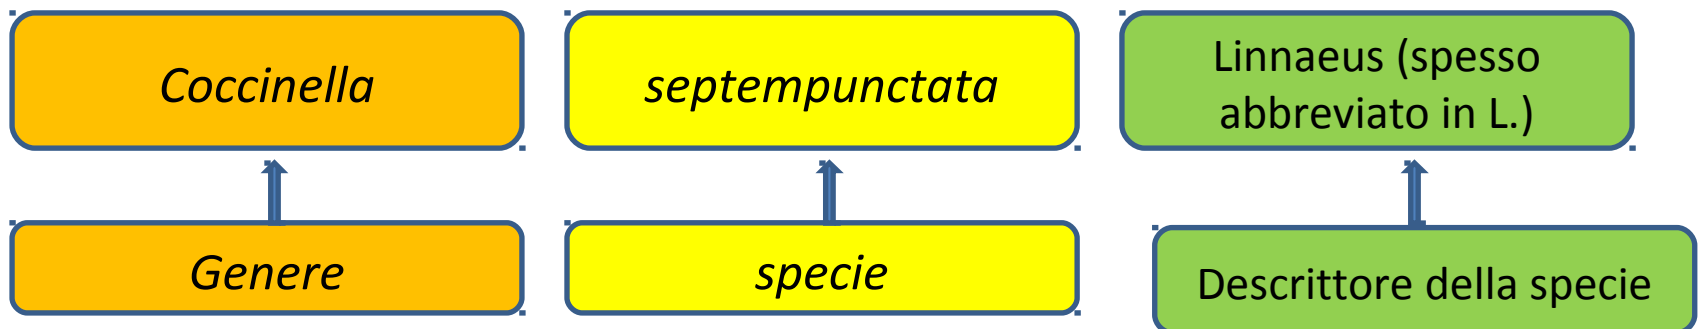 Coccinella
septempunctata
Linnaeus (spesso
abbreviato in L.)
Genere
specie
Descrittore della specie